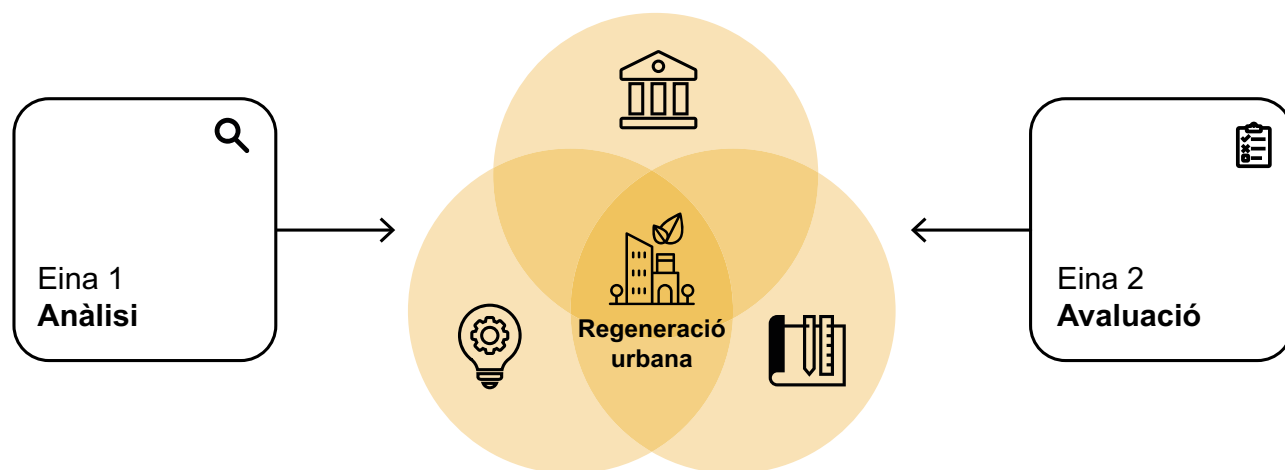 Eina 1
Anàlisi
Regeneració
urbana
Eina 2
Avaluació